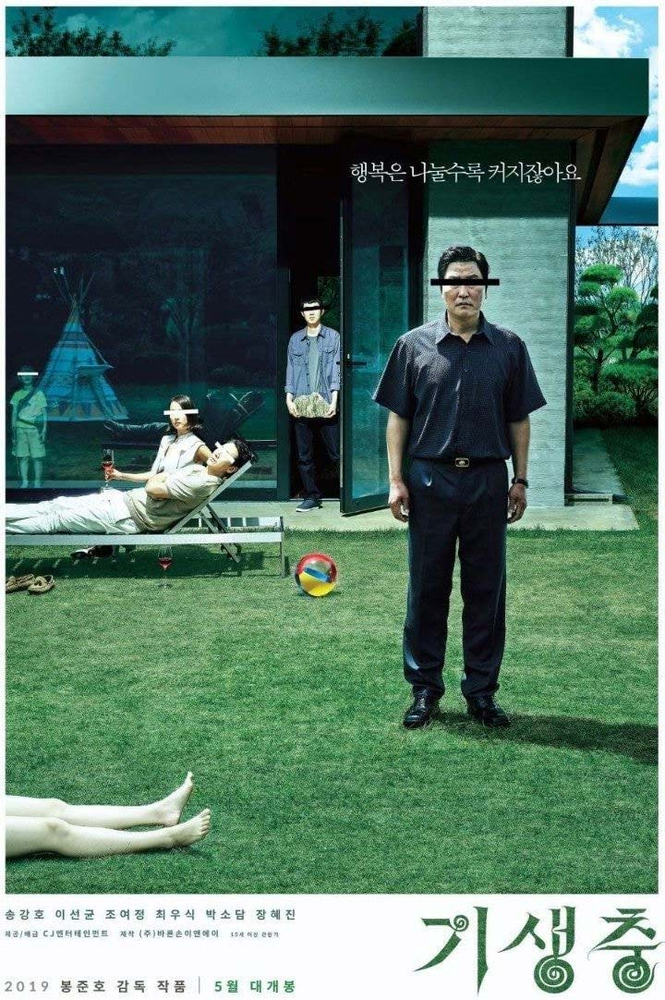 행복은 나눌수록 커지잖아요
송강호 이선균 조여정 최우식 박소담 장혜진
제공/배급 CJ엔터테인먼트 제작 (주)바른손이앤에이 15세 이상 관람가
기생충
2019 봉준호 감독 작품 | 5월 대개봉